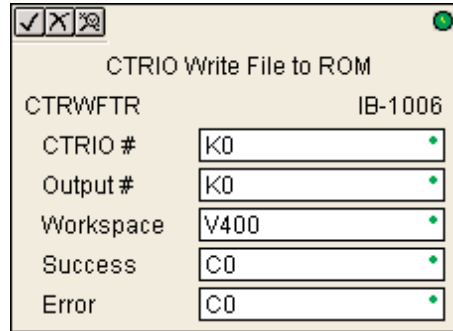 CTRIO Write File to ROM
CTRWFTR IB-1006
CTRIO # K0
Output # K0
Workspace V400
Success C0
Error C0